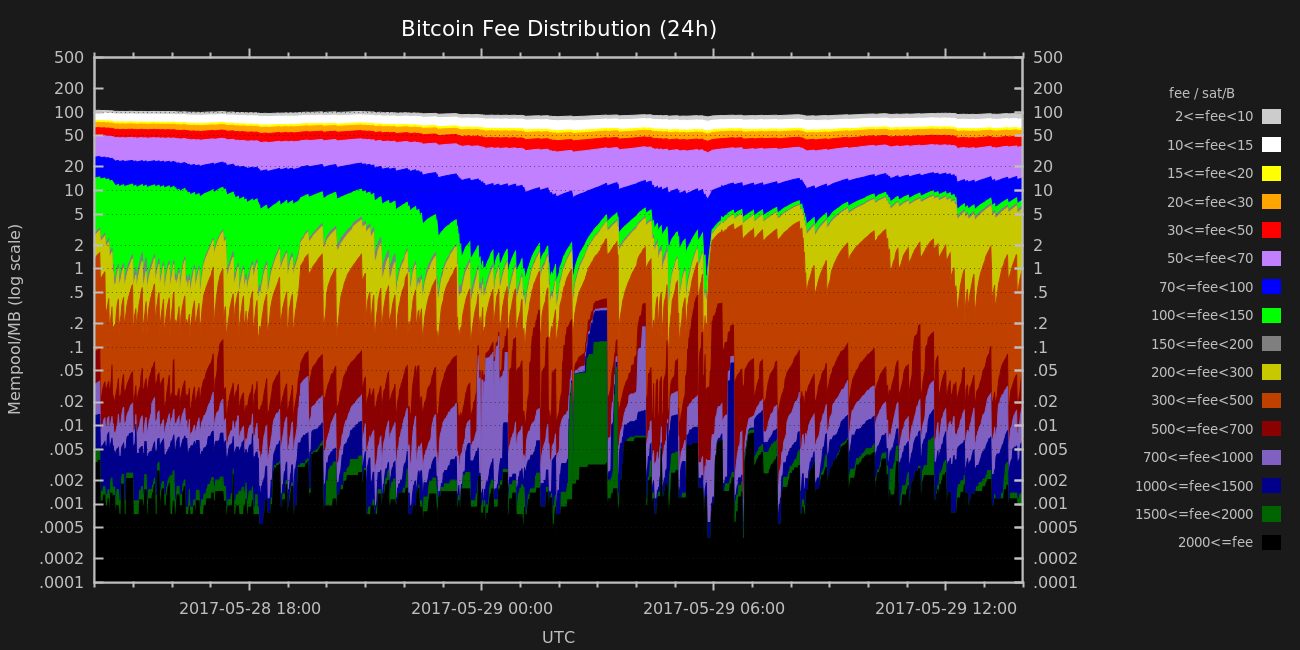 Bitcoin Fee Distribution (24h)
500
200
100
50
20
10
5
2
1
.5
.2
.1
.05
.02
.01
.005
.002
.001
.0005
.0002
.0001
Mempool/MB (log scale)
500
200
100
50
20
10
5
2
1
.5
.2
.1
.05
.02
.01
.005
.002
.001
.0005
.0002
.0001
2017-05-28 18:00
2017-05-29 00:00
2017-05-29 06:00
2017-05-29 12:00
UTC
fee / sat/B
2<=fee<10
10<=fee<15
15<=fee<20
20<=fee<30
30<=fee<50
50<=fee<70
70<=fee<100
100<=fee<150
150<=fee<200
200<=fee<300
300<=fee<500
500<=fee<700
700<=fee<1000
1000<=fee<1500
1500<=fee<2000
2000<=fee